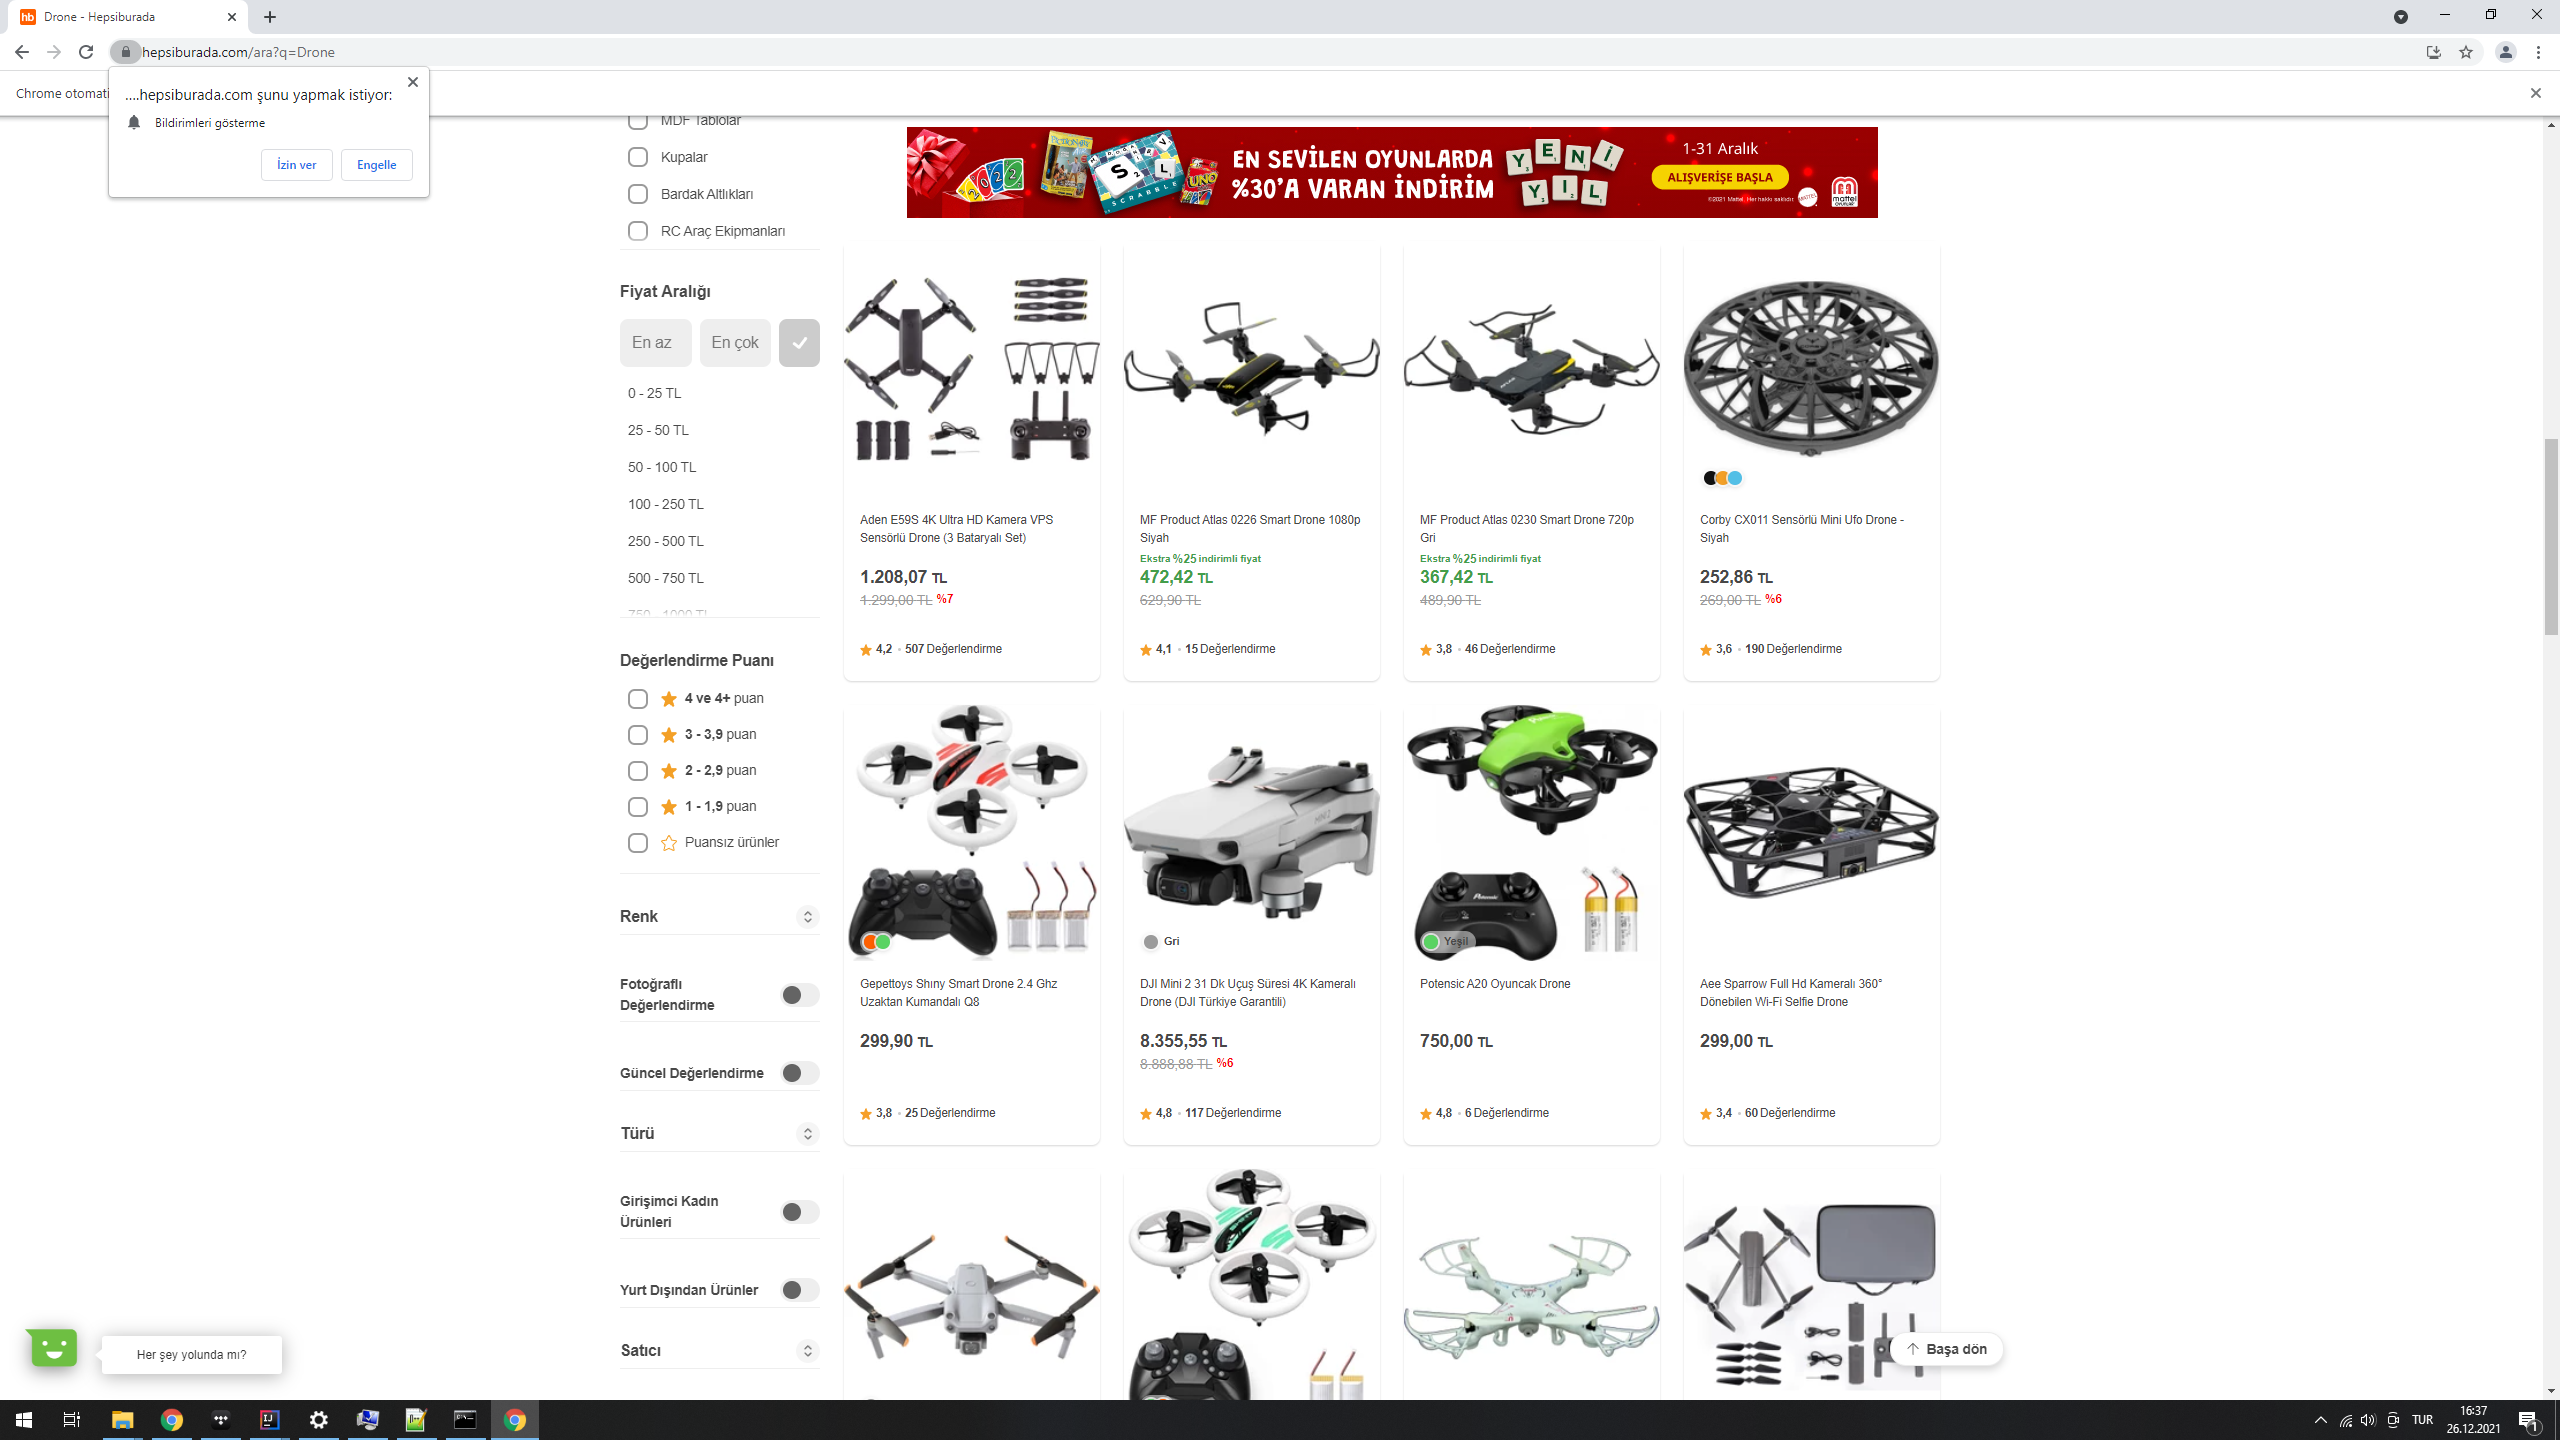 Drone - Hepsiburada
hepsiburada.com/ara?q=Drone
Chrome otomati
....hepsiburada.com şunu yapmak istiyor:
Bildirimleri gösterme
İzin ver
Engelle
MDF Tablolar
Kupalar
Bardak Altlıkları
RC Araç Ekipmanları
EN SEVİLEN OYUNLARDA
%30'A VARAN İNDİRİM
YENİ
YIL
1-31 Aralık
ALIŞVERİŞE BAŞLA
©2021 Mattel. Her hakkı saklıdır.
mattel
SCRABBLE
UNO
Fiyat Aralığı
En az
En çok
0 - 25 TL
25 - 50 TL
50 - 100 TL
100 - 250 TL
250 - 500 TL
500 - 750 TL
750 - 1000 TL
Değerlendirme Puanı
4 ve 4+ puan
3 - 3,9 puan
2 - 2,9 puan
1 - 1,9 puan
Puansız ürünler
Renk
Fotoğraflı
Değerlendirme
Güncel Değerlendirme
Türü
Girişimci Kadın
Ürünleri
Yurt Dışından Ürünler
Satıcı
Aden E59S 4K Ultra HD Kamera VPS
Sensörlü Drone (3 Bataryalı Set)
1.208,07 TL
1.299,00 TL %7
4,2 • 507 Değerlendirme
MF Product Atlas 0226 Smart Drone 1080p
Siyah
Ekstra %25 indirimli fiyat
472,42 TL
629,90 TL
4,1 • 15 Değerlendirme
MF Product Atlas 0230 Smart Drone 720p
Gri
Ekstra %25 indirimli fiyat
367,42 TL
489,90 TL
3,8 • 46 Değerlendirme
Corby CX011 Sensörlü Mini Ufo Drone -
Siyah
252,86 TL
269,00 TL %6
3,6 • 190 Değerlendirme
Gepettoys Shıny Smart Drone 2.4 Ghz
Uzaktan Kumandalı Q8
299,90 TL
3,8 • 25 Değerlendirme
MINI 2
Gri
DJI Mini 2 31 Dk Uçuş Süresi 4K Kameralı
Drone (DJI Türkiye Garantili)
8.355,55 TL
8.888,88 TL %6
4,8 • 117 Değerlendirme
Potensic
Yeşil
Potensic A20 Oyuncak Drone
750,00 TL
4,8 • 6 Değerlendirme
Aee Sparrow Full Hd Kameralı 360°
Dönebilen Wi-Fi Selfie Drone
299,00 TL
3,4 • 60 Değerlendirme
Başa dön
Her şey yolunda mı?
TUR
16:37
26.12.2021
1